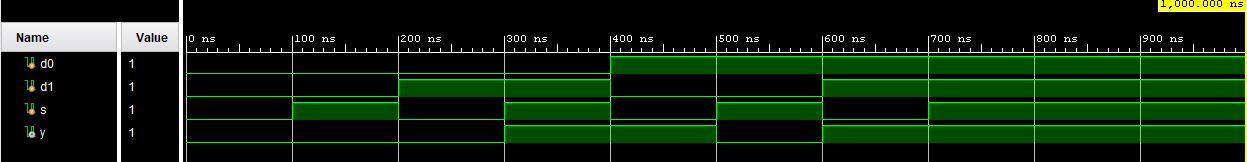 1,000.000 ns
Name Value
0 ns 100 ns 200 ns 300 ns 400 ns 500 ns 600 ns 700 ns 800 ns 900 ns
d0 1
d1 1
s 1
y 1